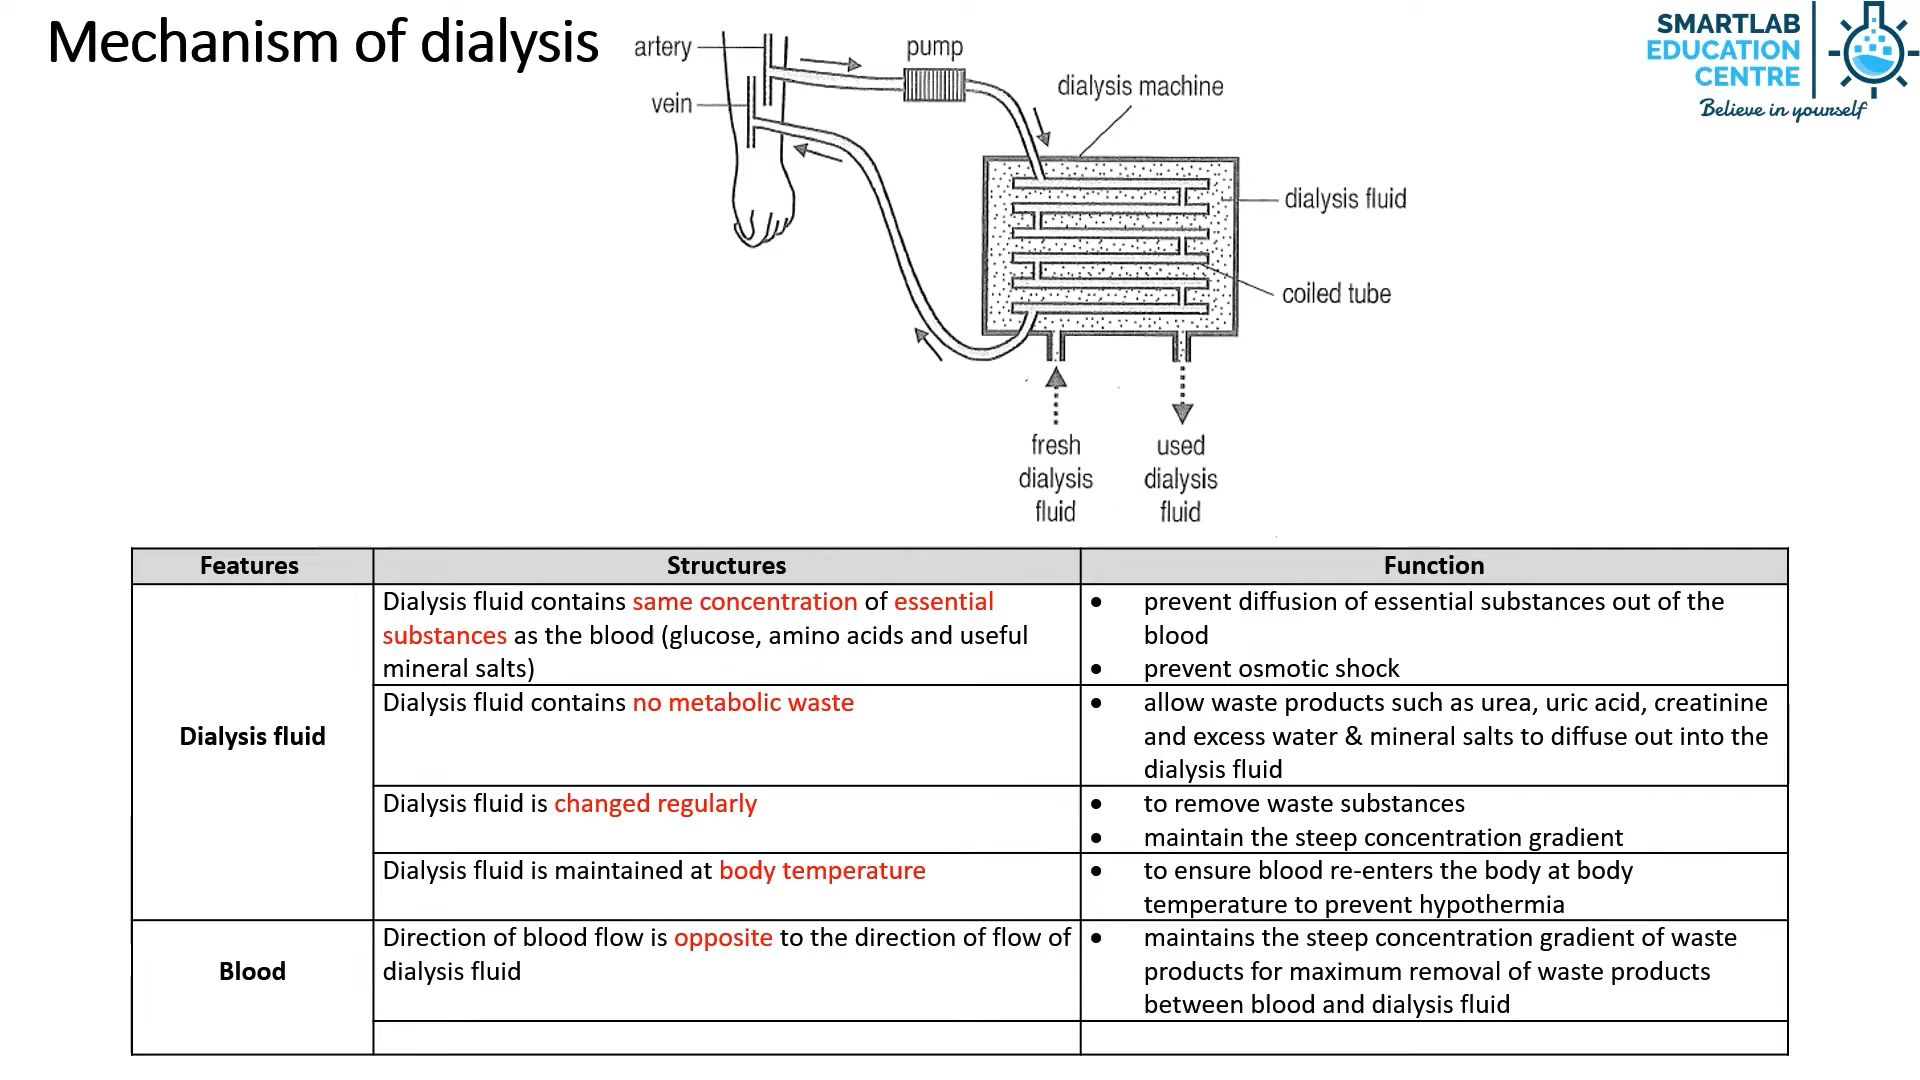 Mechanism of dialysis
SMARTLAB
EDUCATION
CENTRE
Believe in yourself
artery
pump
vein
dialysis machine
dialysis fluid
coiled tube
fresh
dialysis
fluid
used
dialysis
fluid
Features
Structures
Function
Dialysis fluid
Dialysis fluid contains same concentration of essential
substances as the blood (glucose, amino acids and useful
mineral salts)
• prevent diffusion of essential substances out of the
blood
• prevent osmotic shock
Dialysis fluid contains no metabolic waste
• allow waste products such as urea, uric acid, creatinine
and excess water & mineral salts to diffuse out into the
dialysis fluid
Dialysis fluid is changed regularly
• to remove waste substances
• maintain the steep concentration gradient
Dialysis fluid is maintained at body temperature
• to ensure blood re-enters the body at body
temperature to prevent hypothermia
Blood
Direction of blood flow is opposite to the direction of flow of
dialysis fluid
• maintains the steep concentration gradient of waste
products for maximum removal of waste products
between blood and dialysis fluid